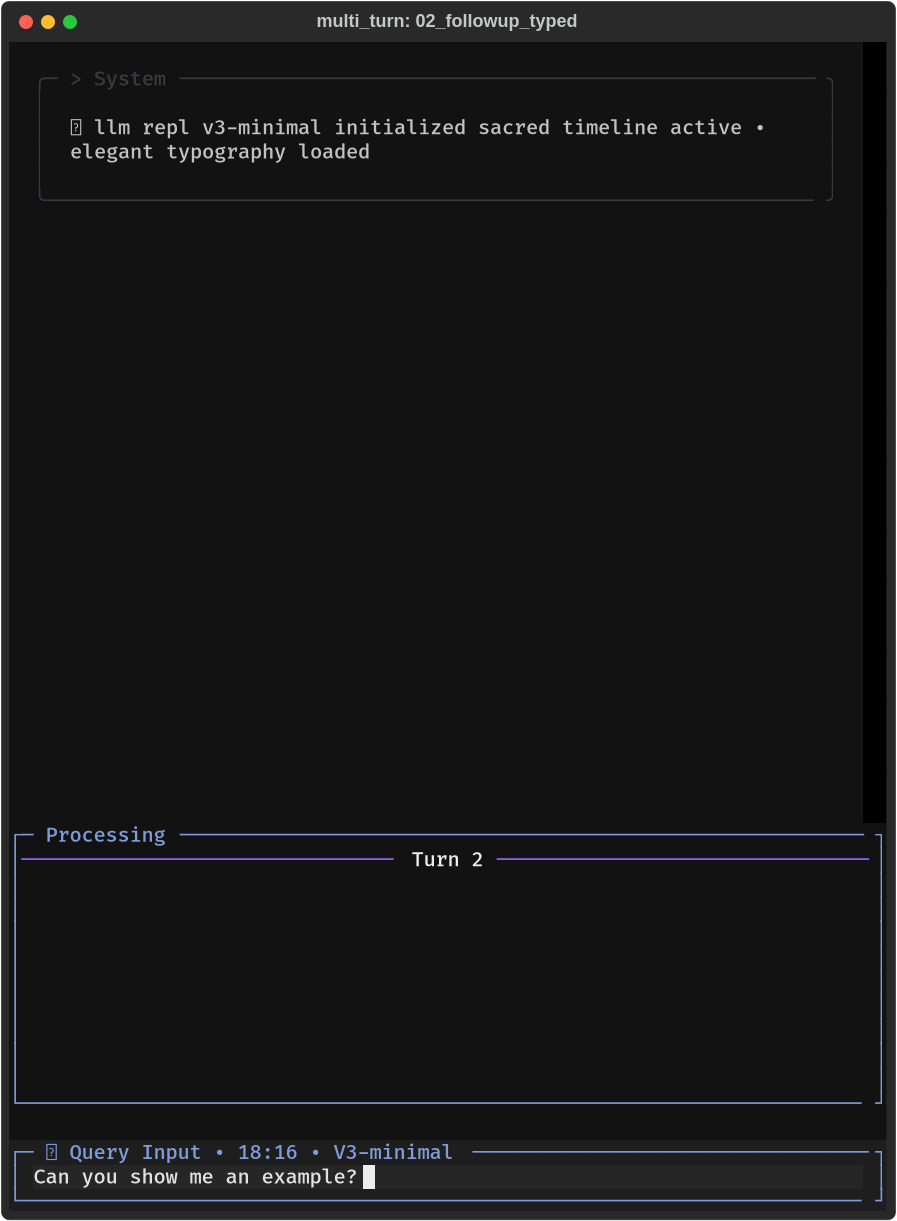 multi_turn: 02_followup_typed
> System
llm repl v3-minimal initialized sacred timeline active •
elegant typography loaded
Processing
Turn 2
Query Input • 18:16 • V3-minimal
Can you show me an example?